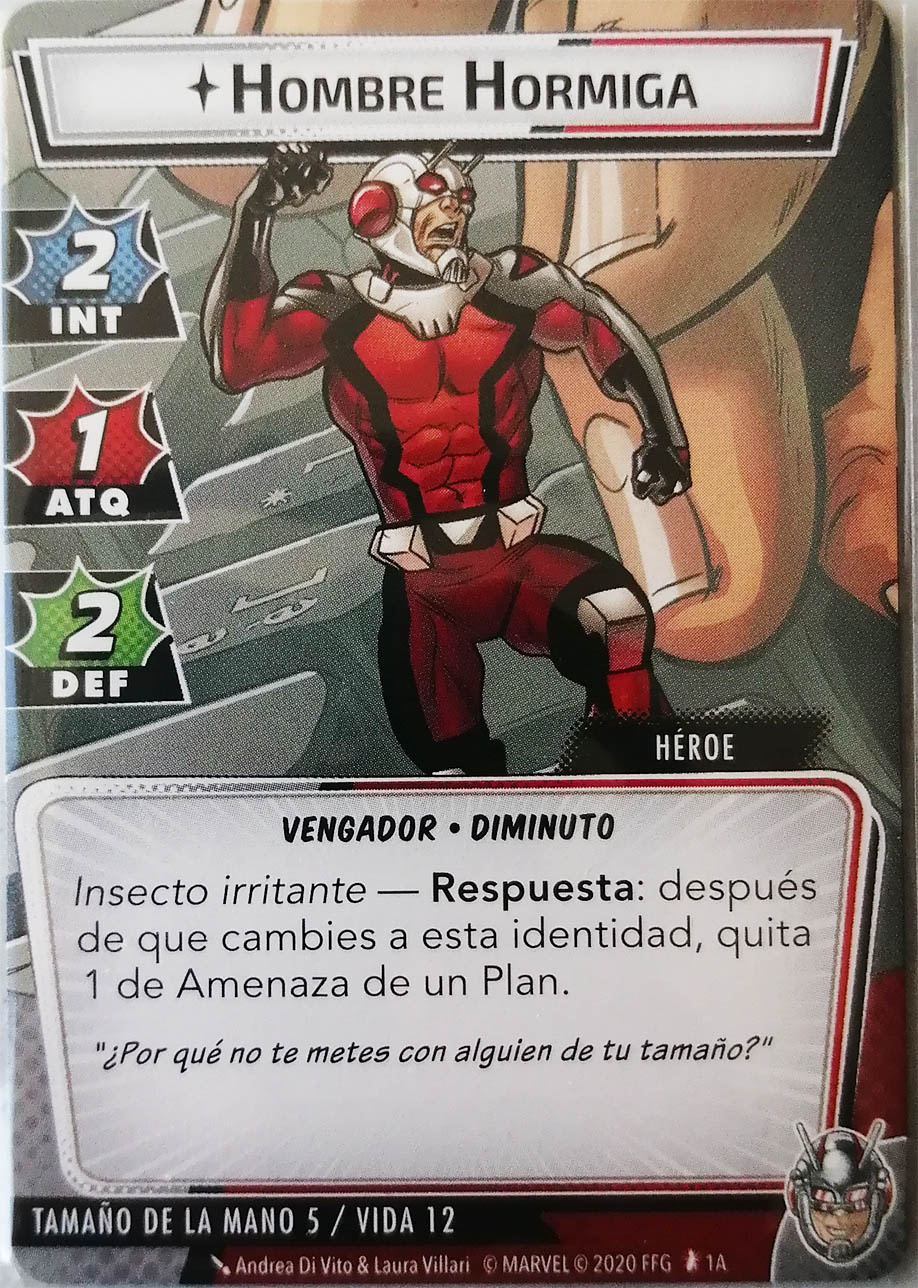 HOMBRE HORMIGA
2
INT
1
ATQ
2
DEF
HÉROE
VENGADOR • DIMINUTO
Insecto irritante — Respuesta: después
de que cambies a esta identidad, quita
1 de Amenaza de un Plan.
"¿Por qué no te metes con alguien de tu tamaño?"
TAMAÑO DE LA MANO 5 / VIDA 12
Andrea Di Vito & Laura Villari © MARVEL © 2020 FFG 1A